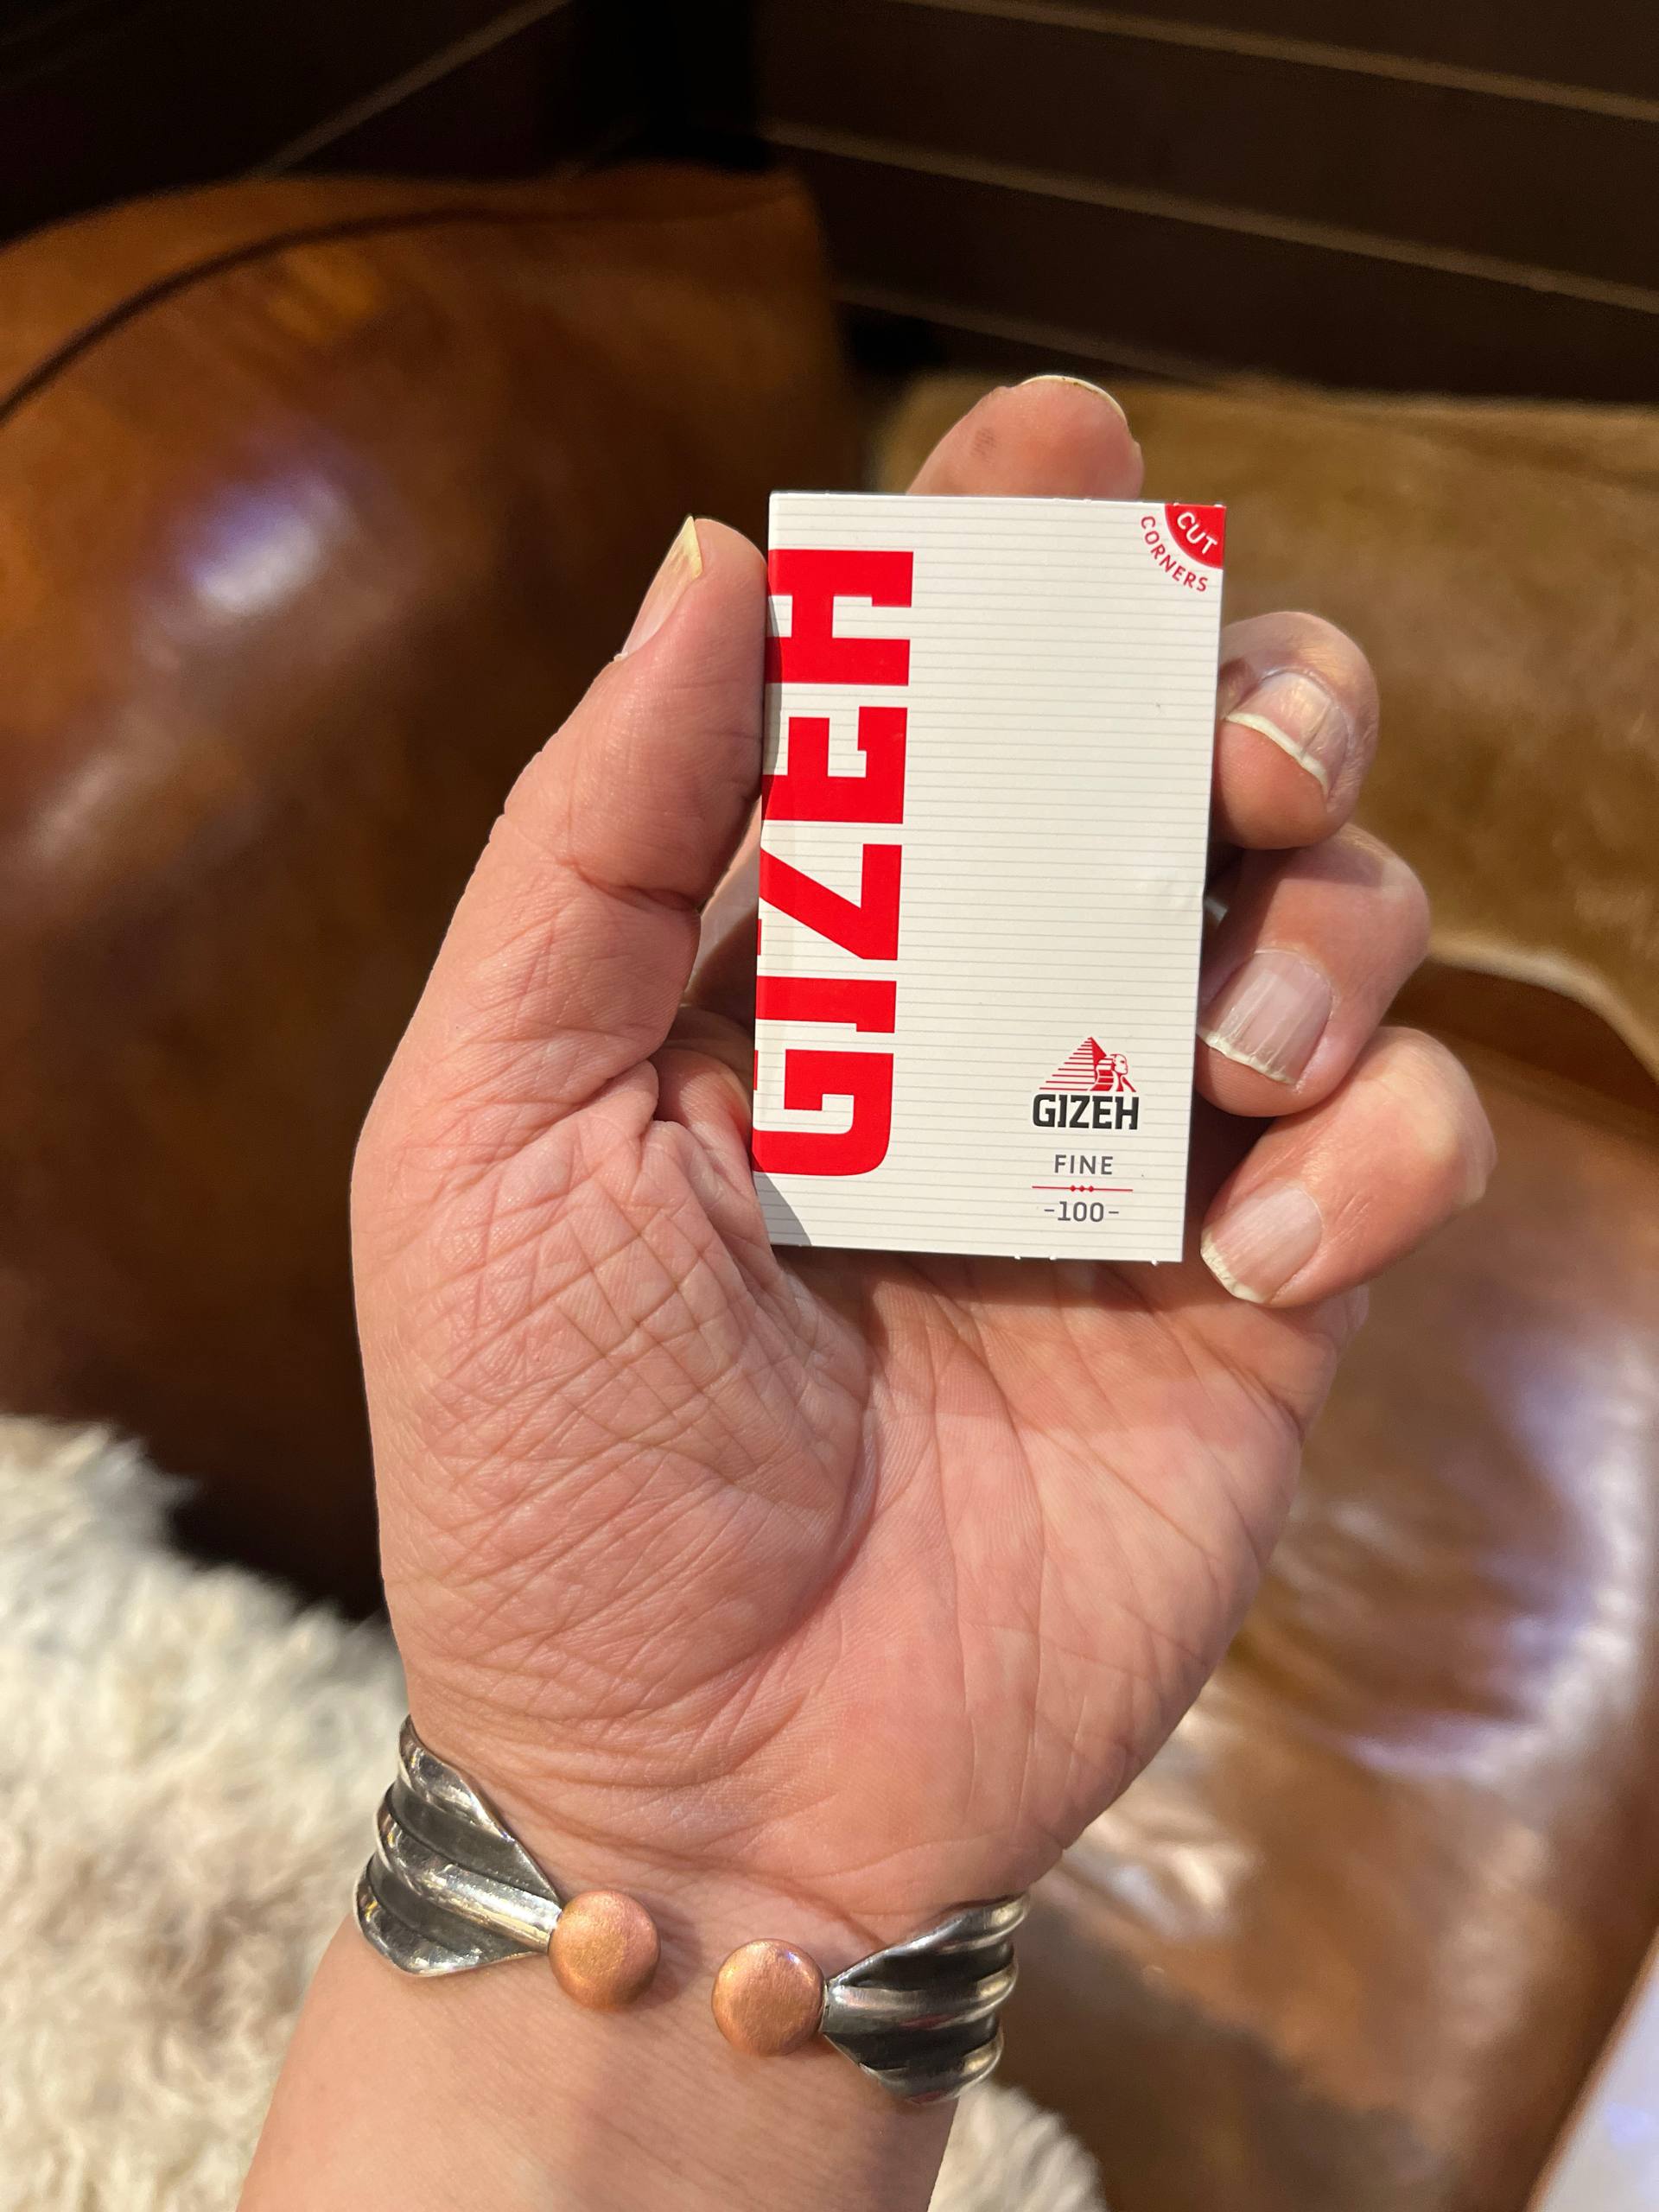 CUT
CORNERS
GIZEH
GIZEH
FINE
-100-